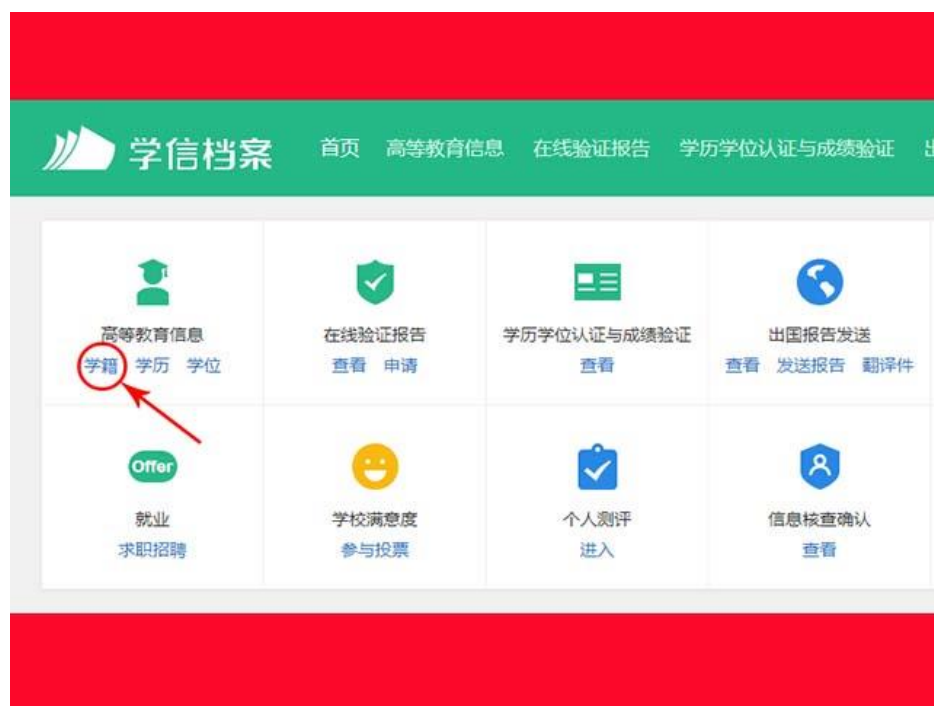 学信档案 首页 高等教育信息 在线验证报告 学历学位认证与成绩验证
高等教育信息 在线验证报告 学历学位认证与成绩验证 出国报告发送
学籍 学历 学位 查看 申请 查看 查看 发送报告 翻译件
Offer
就业 学校满意度 个人测评 信息核查确认
求职招聘 参与投票 进入 查看